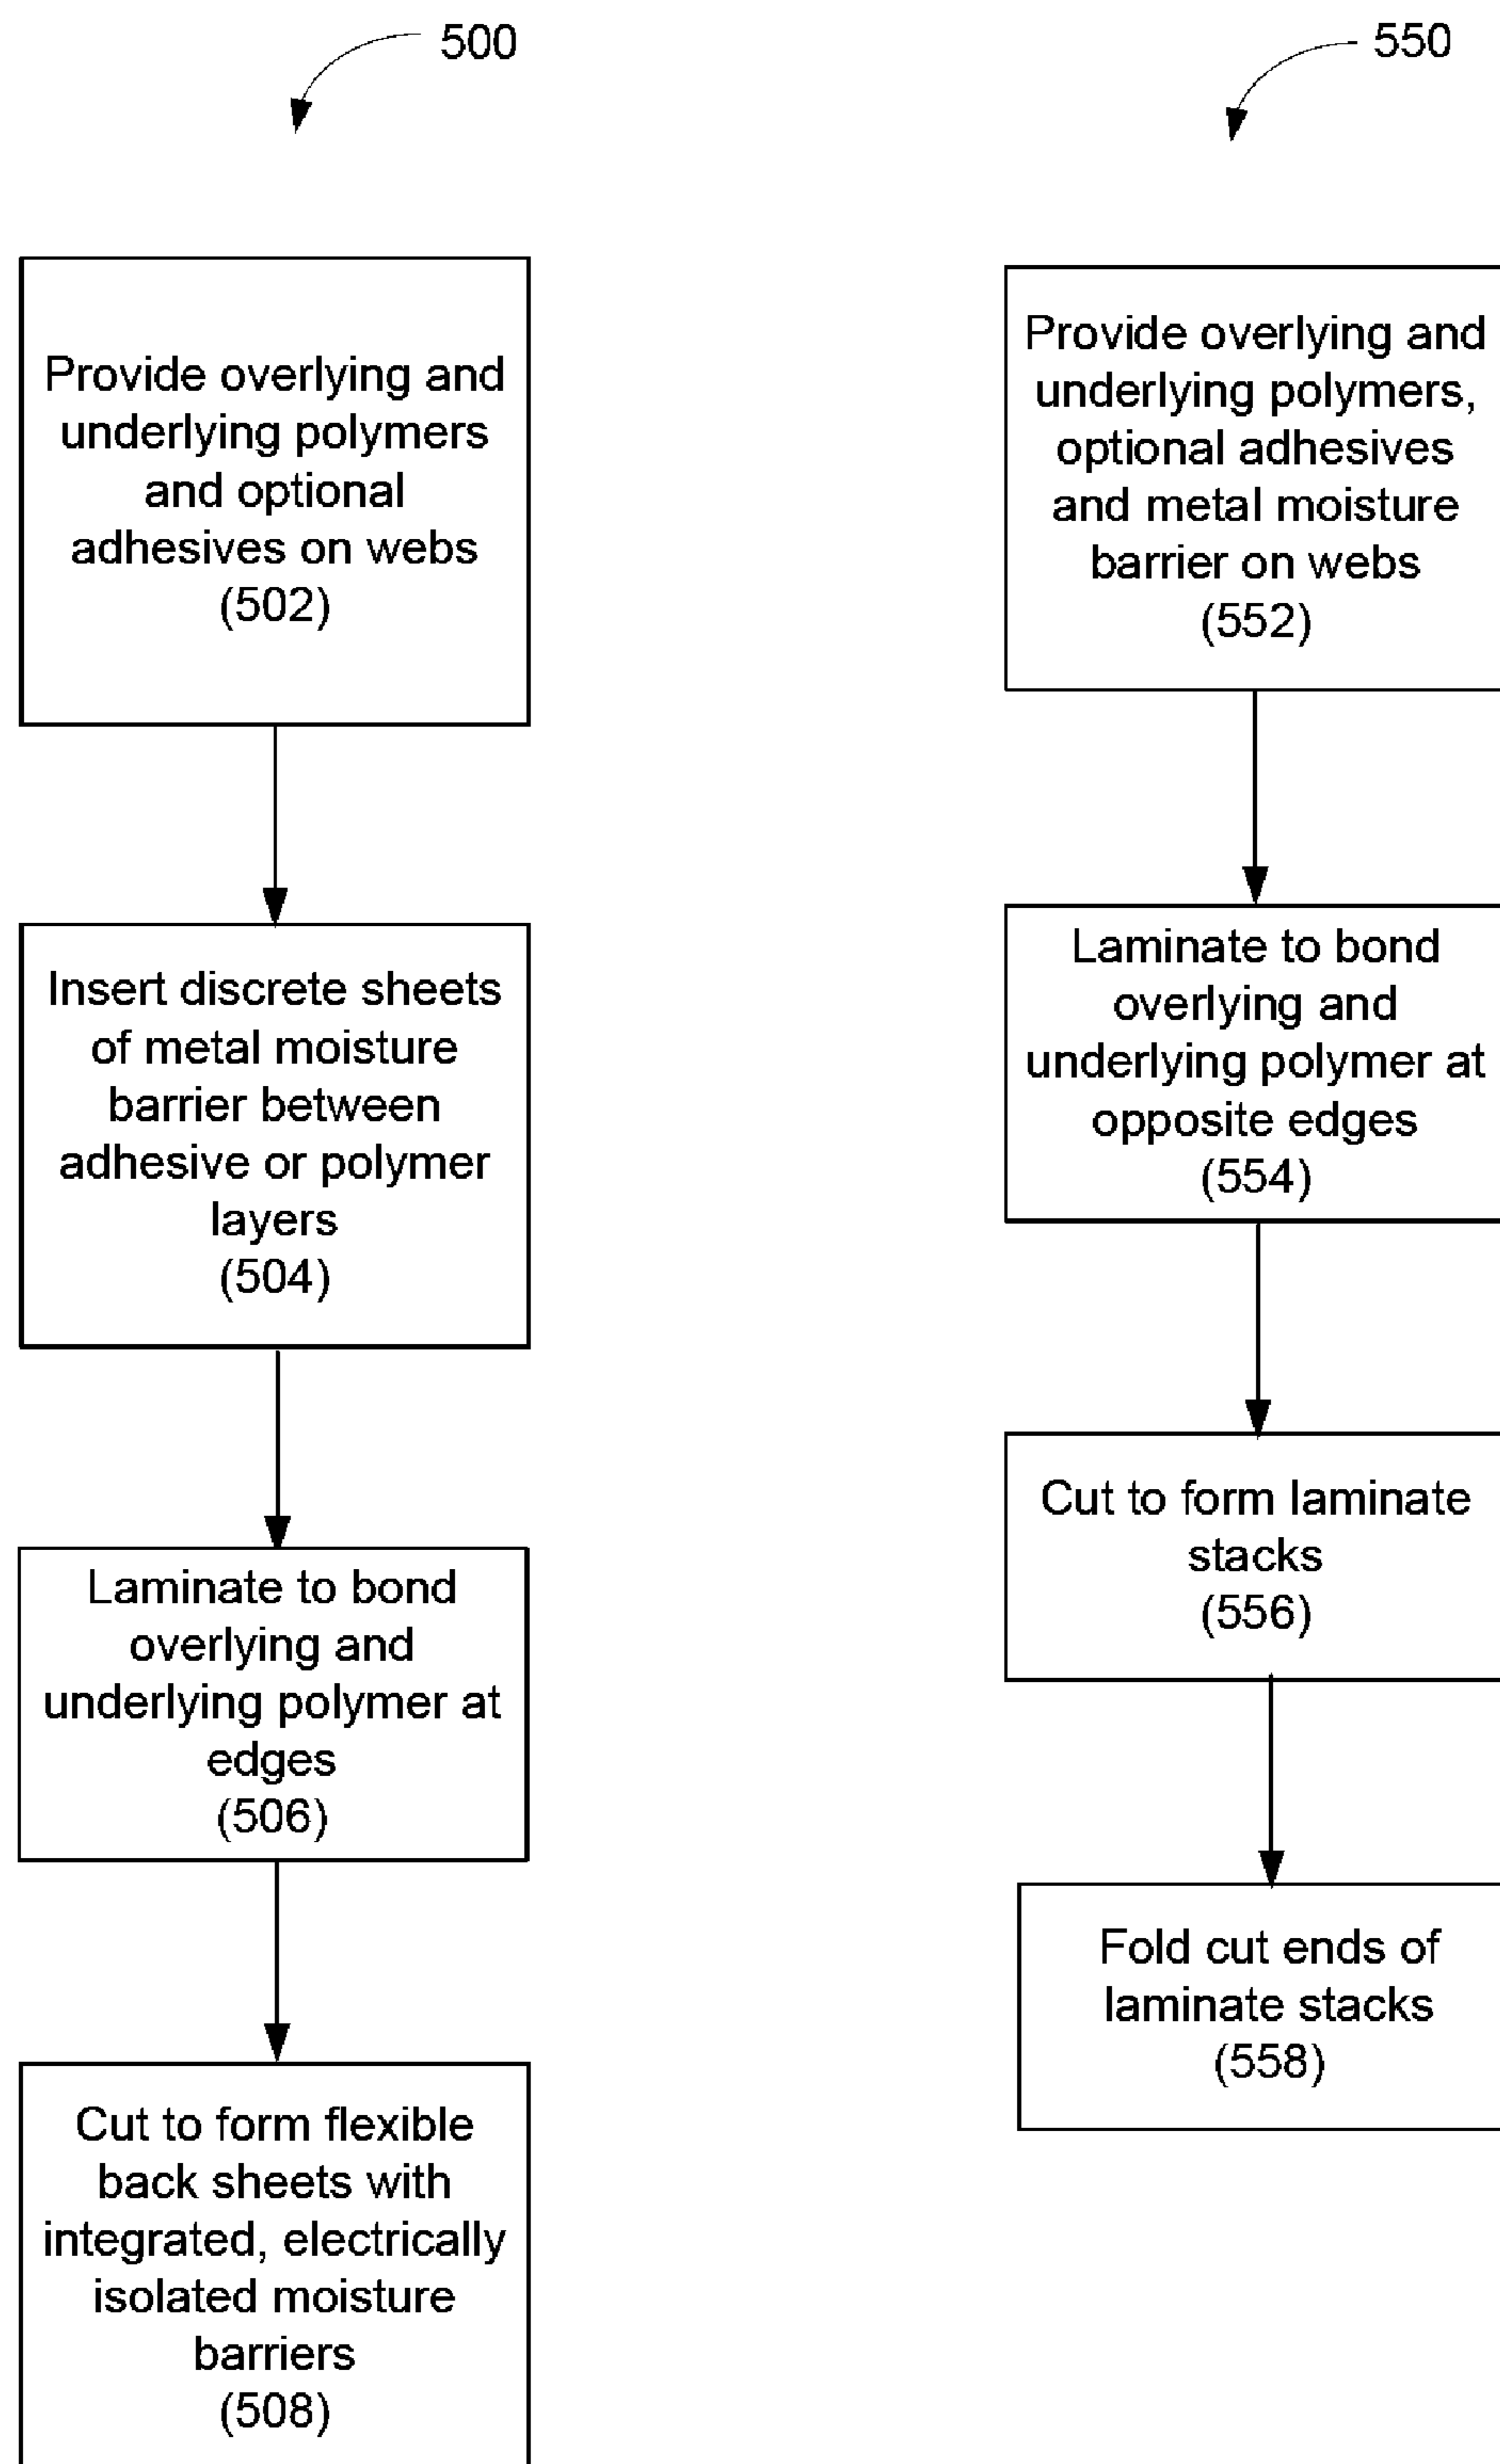 500
Provide overlying and
underlying polymers
and optional
adhesives on webs
(502)
Insert discrete sheets
of metal moisture
barrier between
adhesive or polymer
layers
(504)
Laminate to bond
overlying and
underlying polymer at
edges
(506)
Cut to form flexible
back sheets with
integrated, electrically
isolated moisture
barriers
(508)
550
Provide overlying and
underlying polymers,
optional adhesives
and metal moisture
barrier on webs
(552)
Laminate to bond
overlying and
underlying polymer at
opposite edges
(554)
Cut to form laminate
stacks
(556)
Fold cut ends of
laminate stacks
(558)